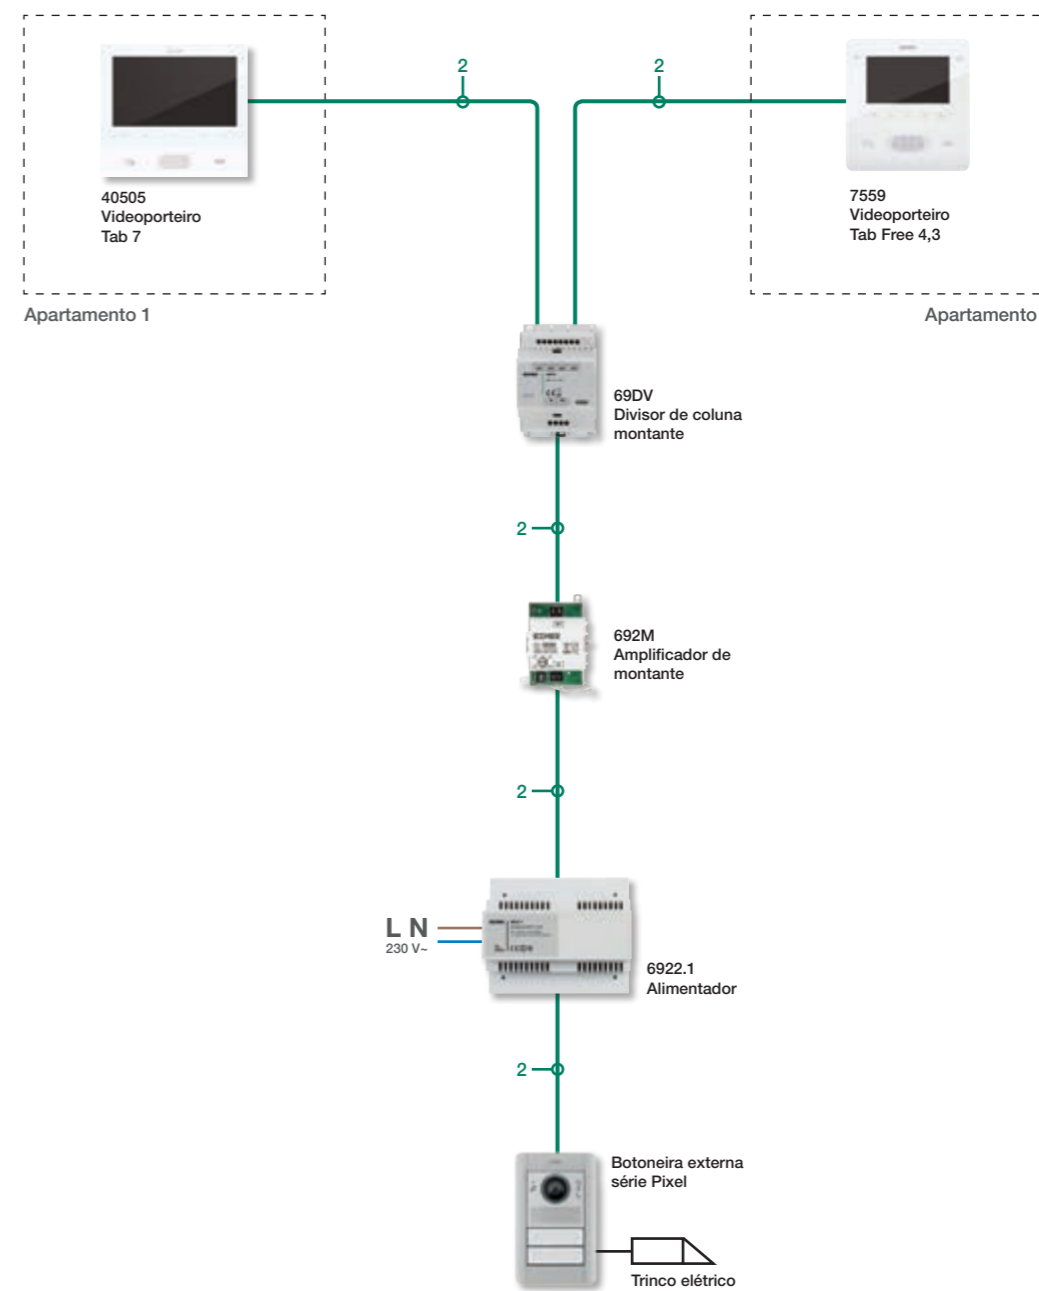 2
2
40505
Videoporteiro
Tab 7
7559
Videoporteiro
Tab Free 4,3
Apartamento 1
Apartamento
69DV
Divisor de coluna
montante
2
692M
Amplificador de
montante
2
L N
230 V~
6922.1
Alimentador
2
Botoneira externa
série Pixel
Trinco elétrico